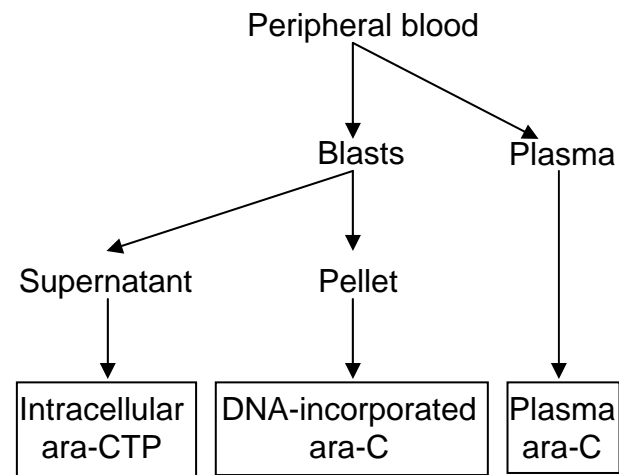 Peripheral blood
Blasts
Plasma
Supernatant
Pellet
Intracellular
ara-CTP
DNA-incorporated
ara-C
Plasma
ara-C